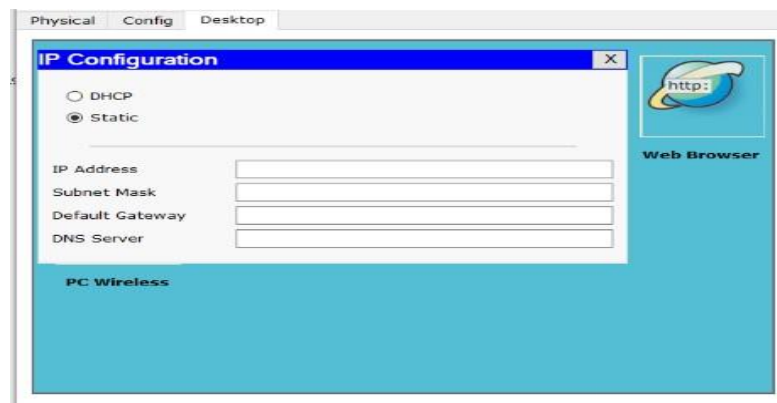 Physical Config Desktop
IP Configuration X
http:
DHCP
Static
Web Browser
IP Address
Subnet Mask
Default Gateway
DNS Server
PC Wireless